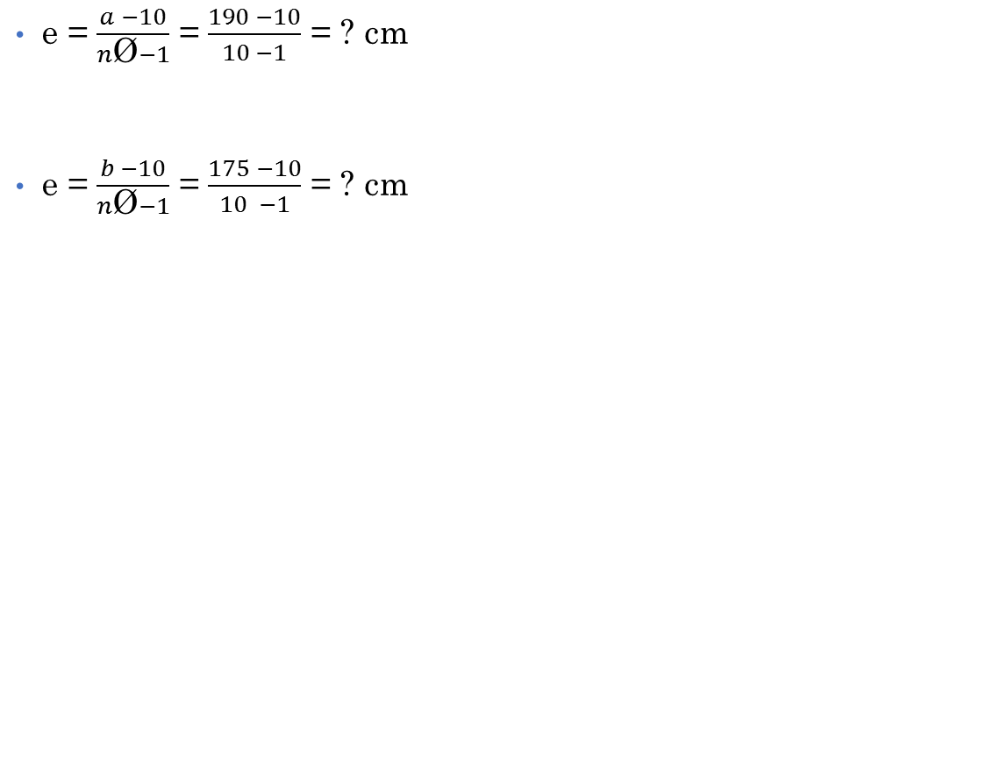 • e = a −10 / nØ−1 = 190 −10 / 10 −1 = ? cm
• e = b −10 / nØ−1 = 175 −10 / 10 −1 = ? cm